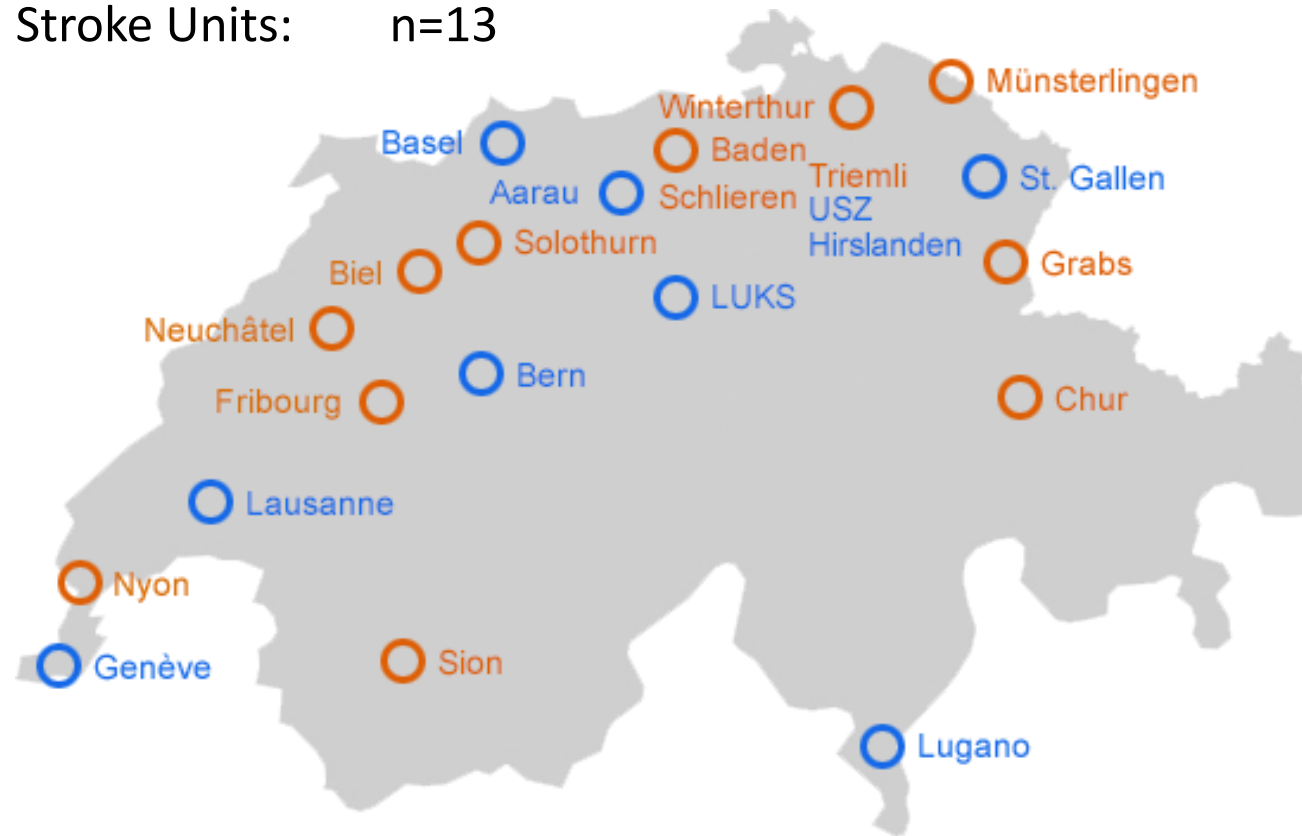 Stroke Units: n=13
Münsterlingen
Winterthur
Basel
Baden
Triemli
St. Gallen
Aarau
Schlieren
USZ
Solothurn
Hirslanden
Grabs
Biel
LUKS
Neuchâtel
Bern
Chur
Fribourg
Lausanne
Nyon
Genève
Sion
Lugano